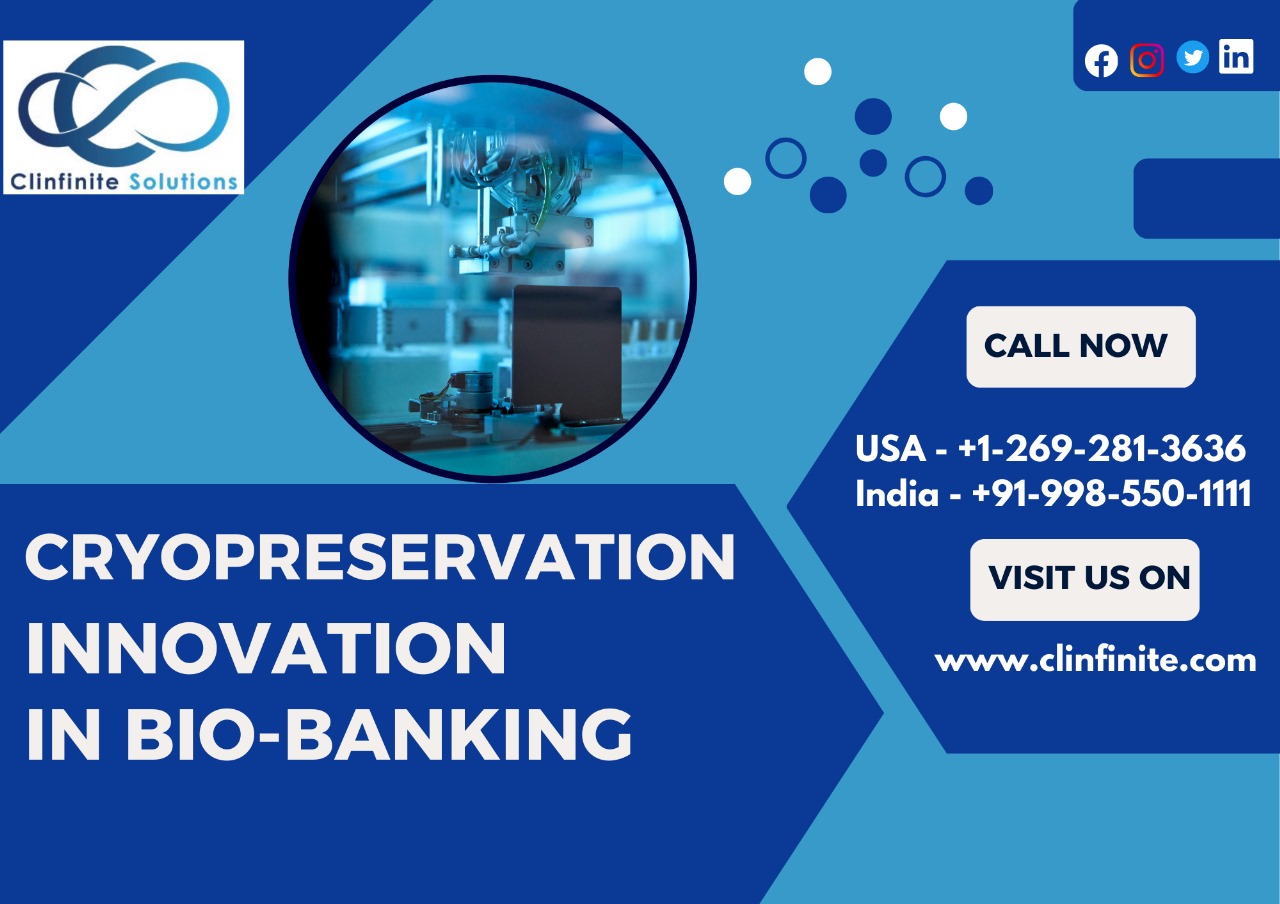 Clinfinite Solutions
CALL NOW
USA - +1-269-281-3636
India - +91-998-550-1111
VISIT US ON
www.clinfinite.com
CRYOPRESERVATION
INNOVATION
IN BIO-BANKING